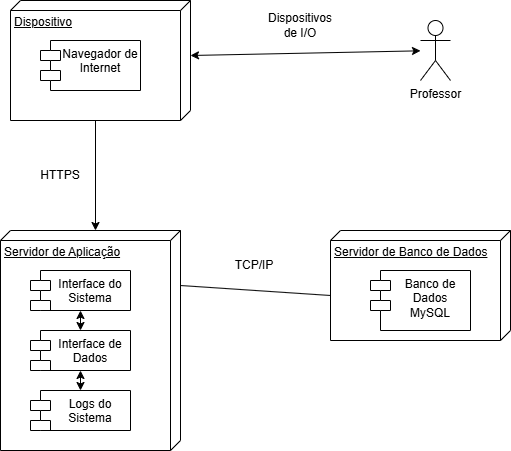 Dispositivo
Navegador de
Internet
Dispositivos
de I/O
Professor
HTTPS
Servidor de Aplicação
Interface do
Sistema
Interface de
Dados
Logs do
Sistema
TCP/IP
Servidor de Banco de Dados
Banco de
Dados
MySQL